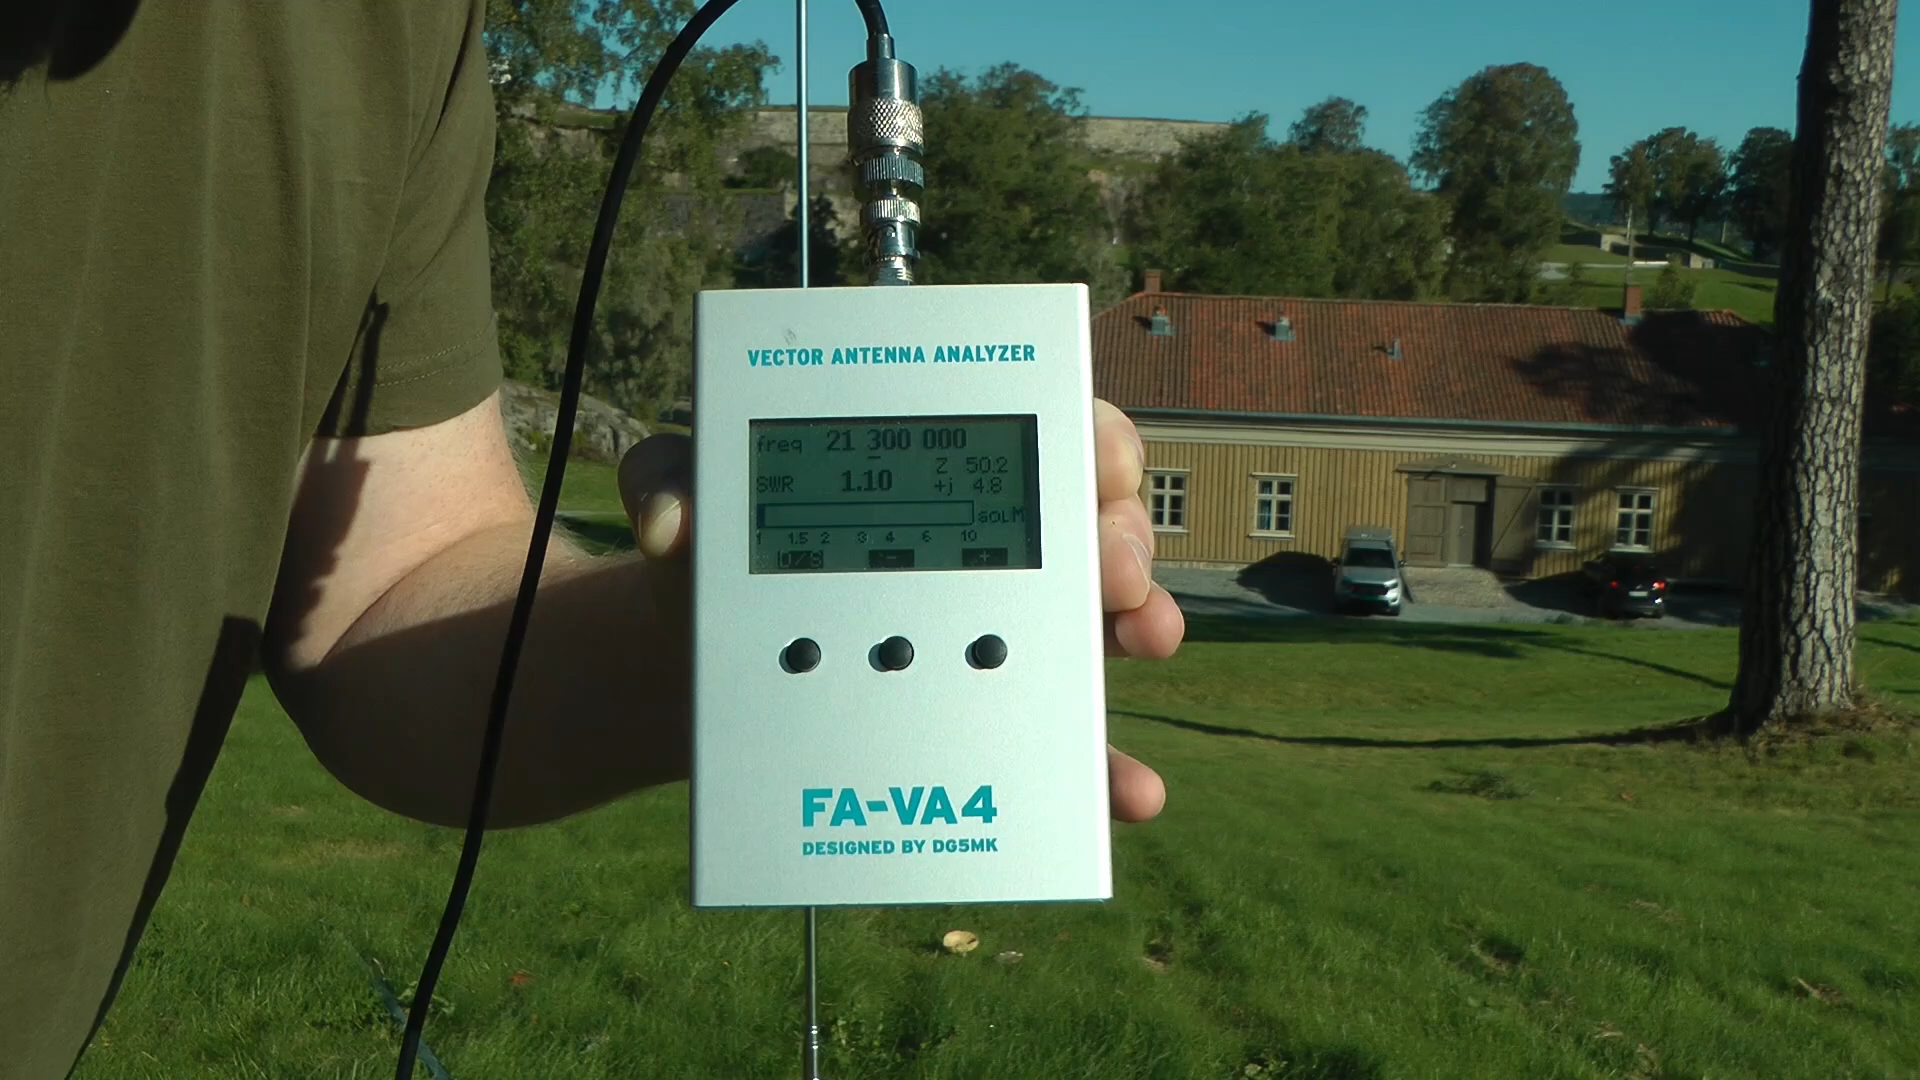 VECTOR ANTENNA ANALYZER
freq 21 300 000
Z 50.2
SWR 1.10 +j 4.8
SOLM
1 1.5 2 3 4 6 10
D/S - +
FA-VA4
DESIGNED BY DG5MK